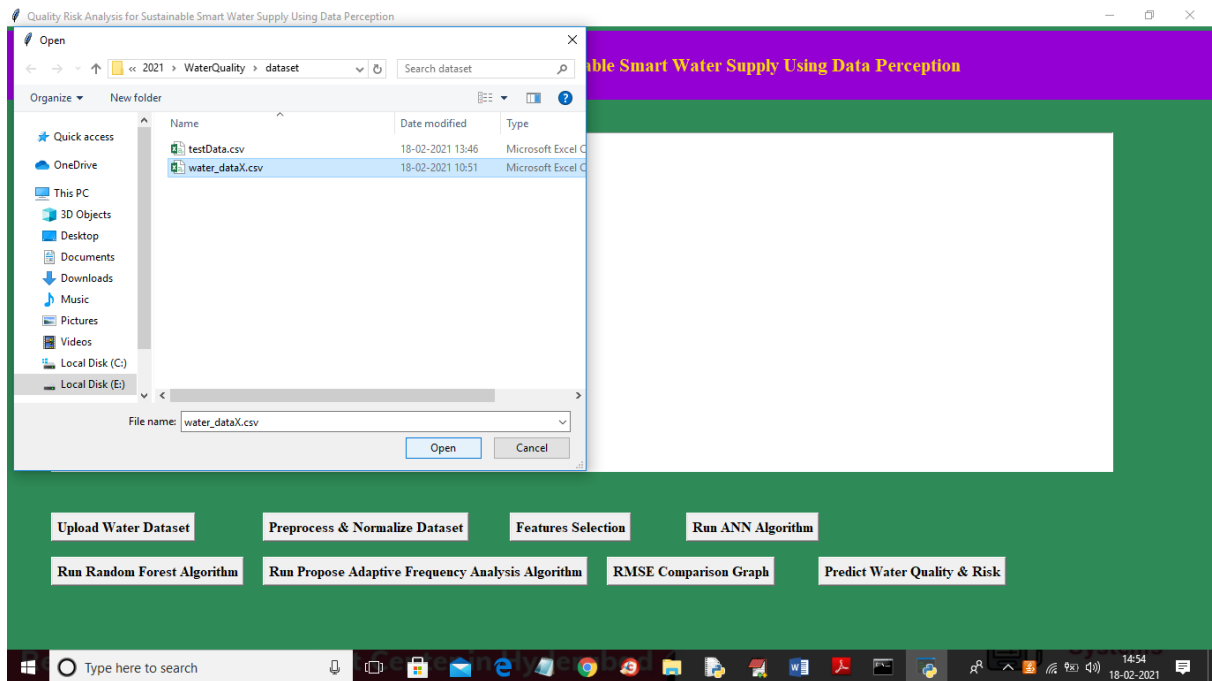 Quality Risk Analysis for Sustainable Smart Water Supply Using Data Perception
Open
« 2021 › WaterQuality › dataset
Search dataset
able Smart Water Supply Using Data Perception
Organize
New folder
Name
Date modified
Type
Quick access
OneDrive
This PC
3D Objects
Desktop
Documents
Downloads
Music
Pictures
Videos
Local Disk (C:)
Local Disk (E:)
testData.csv
18-02-2021 13:46
Microsoft Excel C
water_dataX.csv
18-02-2021 10:51
Microsoft Excel C
File name:
water_dataX.csv
Open
Cancel
Upload Water Dataset
Preprocess & Normalize Dataset
Features Selection
Run ANN Algorithm
Run Random Forest Algorithm
Run Propose Adaptive Frequency Analysis Algorithm
RMSE Comparison Graph
Predict Water Quality & Risk
Type here to search
14:54
18-02-2021